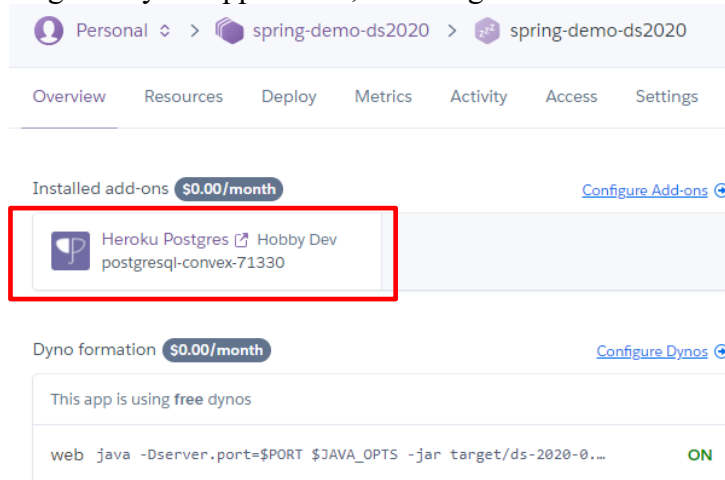 Personal > spring-demo-ds2020 > spring-demo-ds2020
Overview Resources Deploy Metrics Activity Access Settings
Installed add-ons $0.00/month Configure Add-ons
Heroku Postgres Hobby Dev
postgresql-convex-71330
Dyno formation $0.00/month Configure Dynos
This app is using free dynos
web java -Dserver.port=$PORT $JAVA_OPTS -jar target/ds-2020-0.… ON